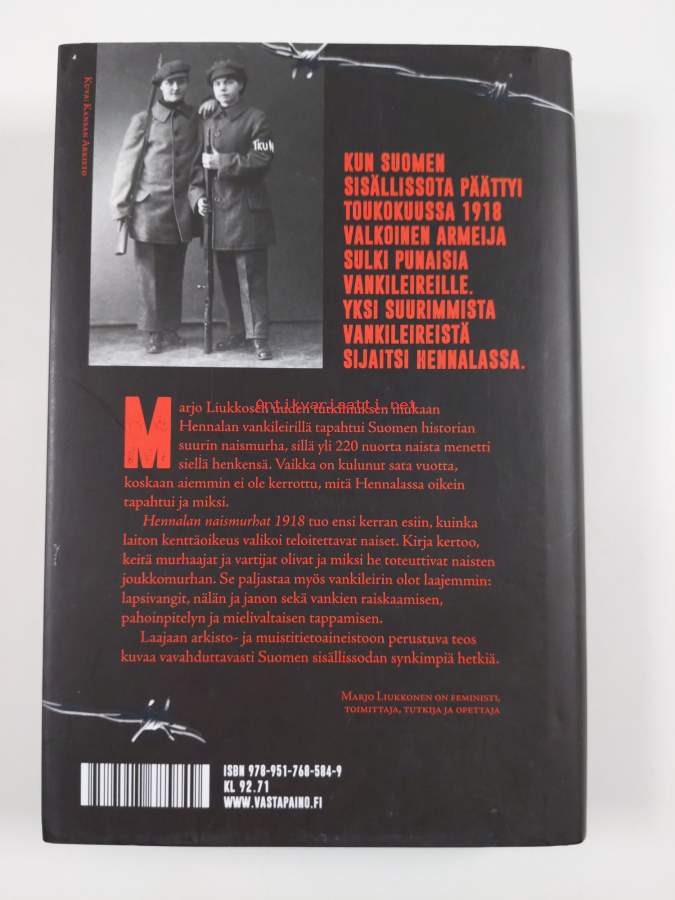 KUVA: KANSAN ARKISTO
TKU N
KUN SUOMEN
SISÄLLISSOTA PÄÄTTYI
TOUKOKUUSSA 1918
VALKOINEN ARMEIJA
SULKI PUNAISIA
VANKILEIREILLE.
YKSI SUURIMMISTA
VANKILEIREISTÄ
SIJAITSI HENNALASSA.
Antikvariaatti.net
Marjo Liukkosen uuden tutkimuksen mukaan
Hennalan vankileirillä tapahtui Suomen historian
suurin naismurha, sillä yli 220 nuorta naista menetti
siellä henkensä. Vaikka on kulunut sata vuotta,
koskaan aiemmin ei ole kerrottu, mitä Hennalassa oikein
tapahtui ja miksi.
Hennalan naismurhat 1918 tuo ensi kerran esiin, kuinka
laiton kenttäoikeus valikoi teloitettavat naiset. Kirja kertoo,
keitä murhaajat ja vartijat olivat ja miksi he toteuttivat naisten
joukkomurhan. Se paljastaa myös vankileirin olot laajemmin:
lapsivangit, nälän ja janon sekä vankien raiskaamisen,
pahoinpitelyn ja mielivaltaisen tappamisen.
Laajaan arkisto- ja muistitietoaineistoon perustuva teos
kuvaa vavahduttavasti Suomen sisällissodan synkimpiä hetkiä.
MARJO LIUKKONEN ON FEMINISTI,
TOIMITTAJA, TUTKIJA JA OPETTAJA
ISBN 978-951-768-584-9
KL 92.71
WWW.VASTAPAINO.FI